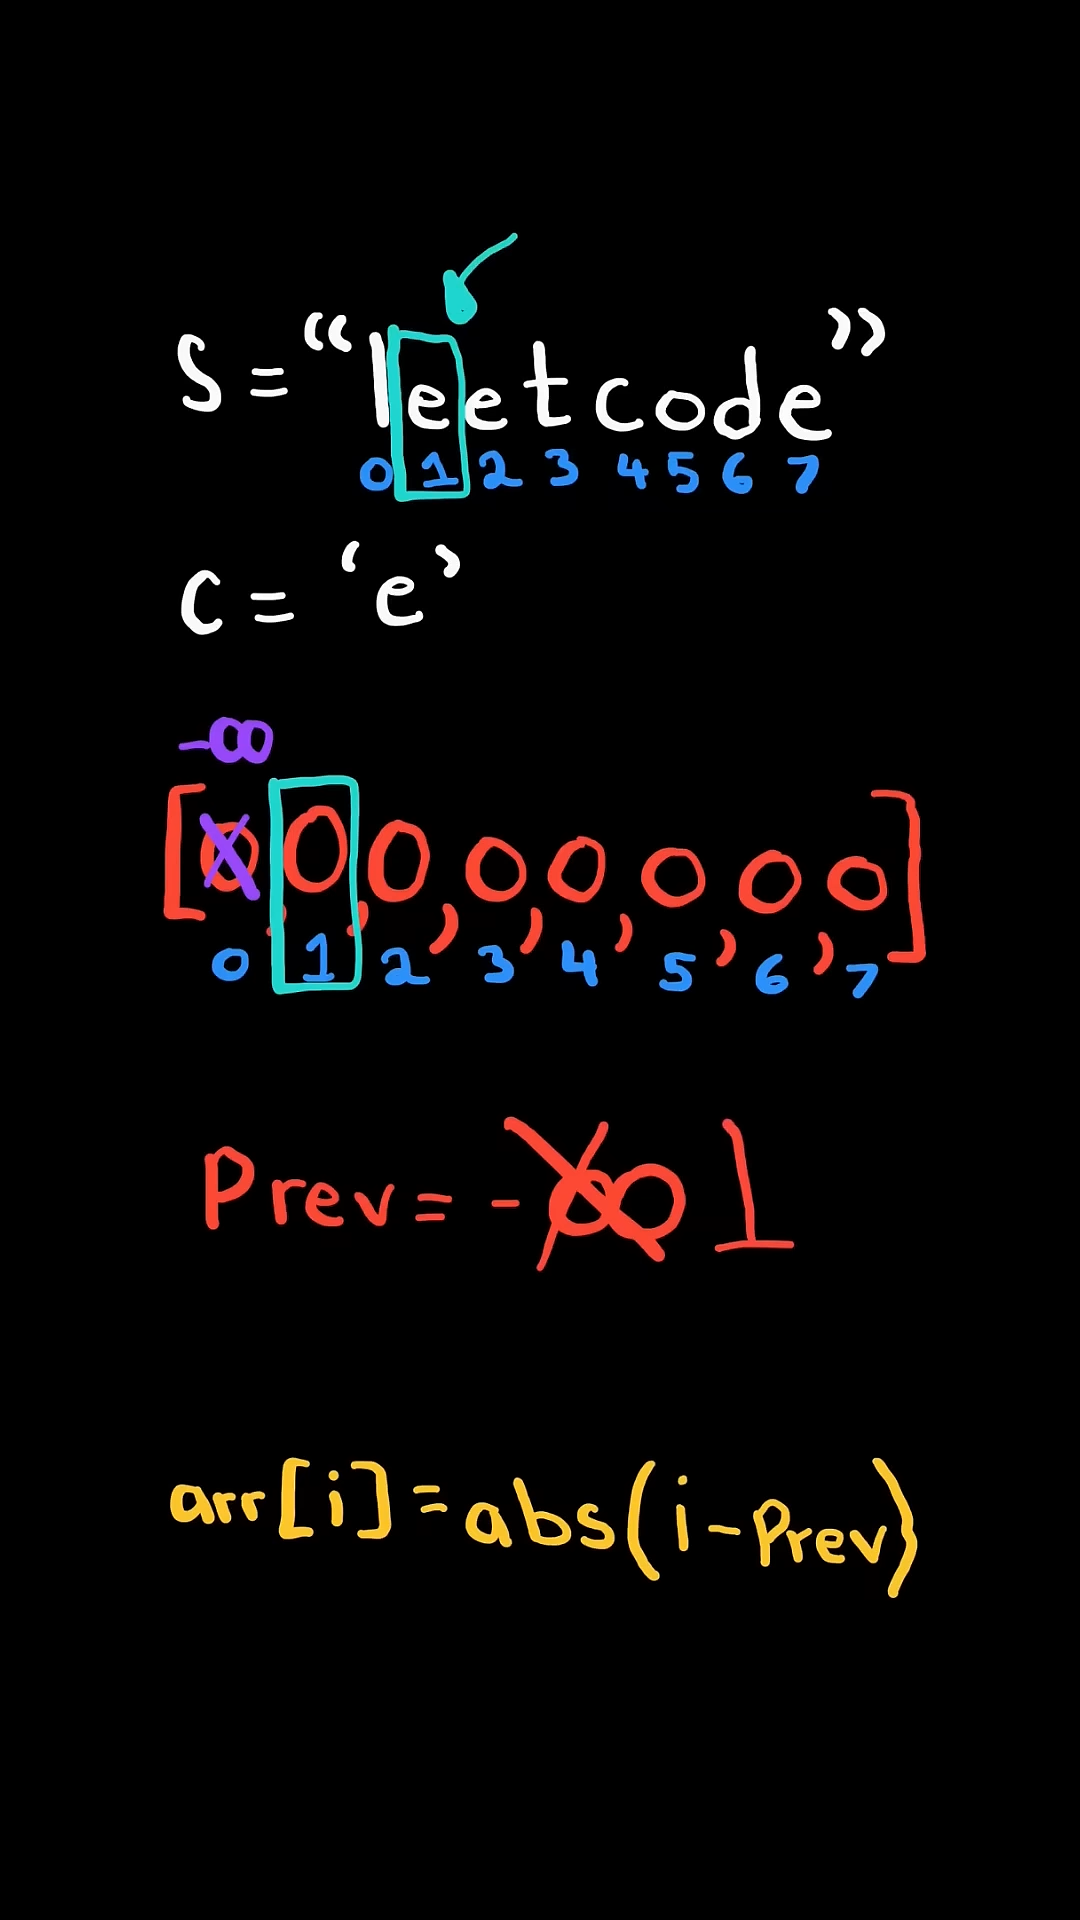 S = “leetcode”
0 1 2 3 4 5 6 7
C = ‘e’
-∞
[0, 0, 0, 0, 0, 0, 0, 0]
0 1 2 3 4 5 6 7
Prev = -∞ 1
arr[i] = abs(i-Prev)